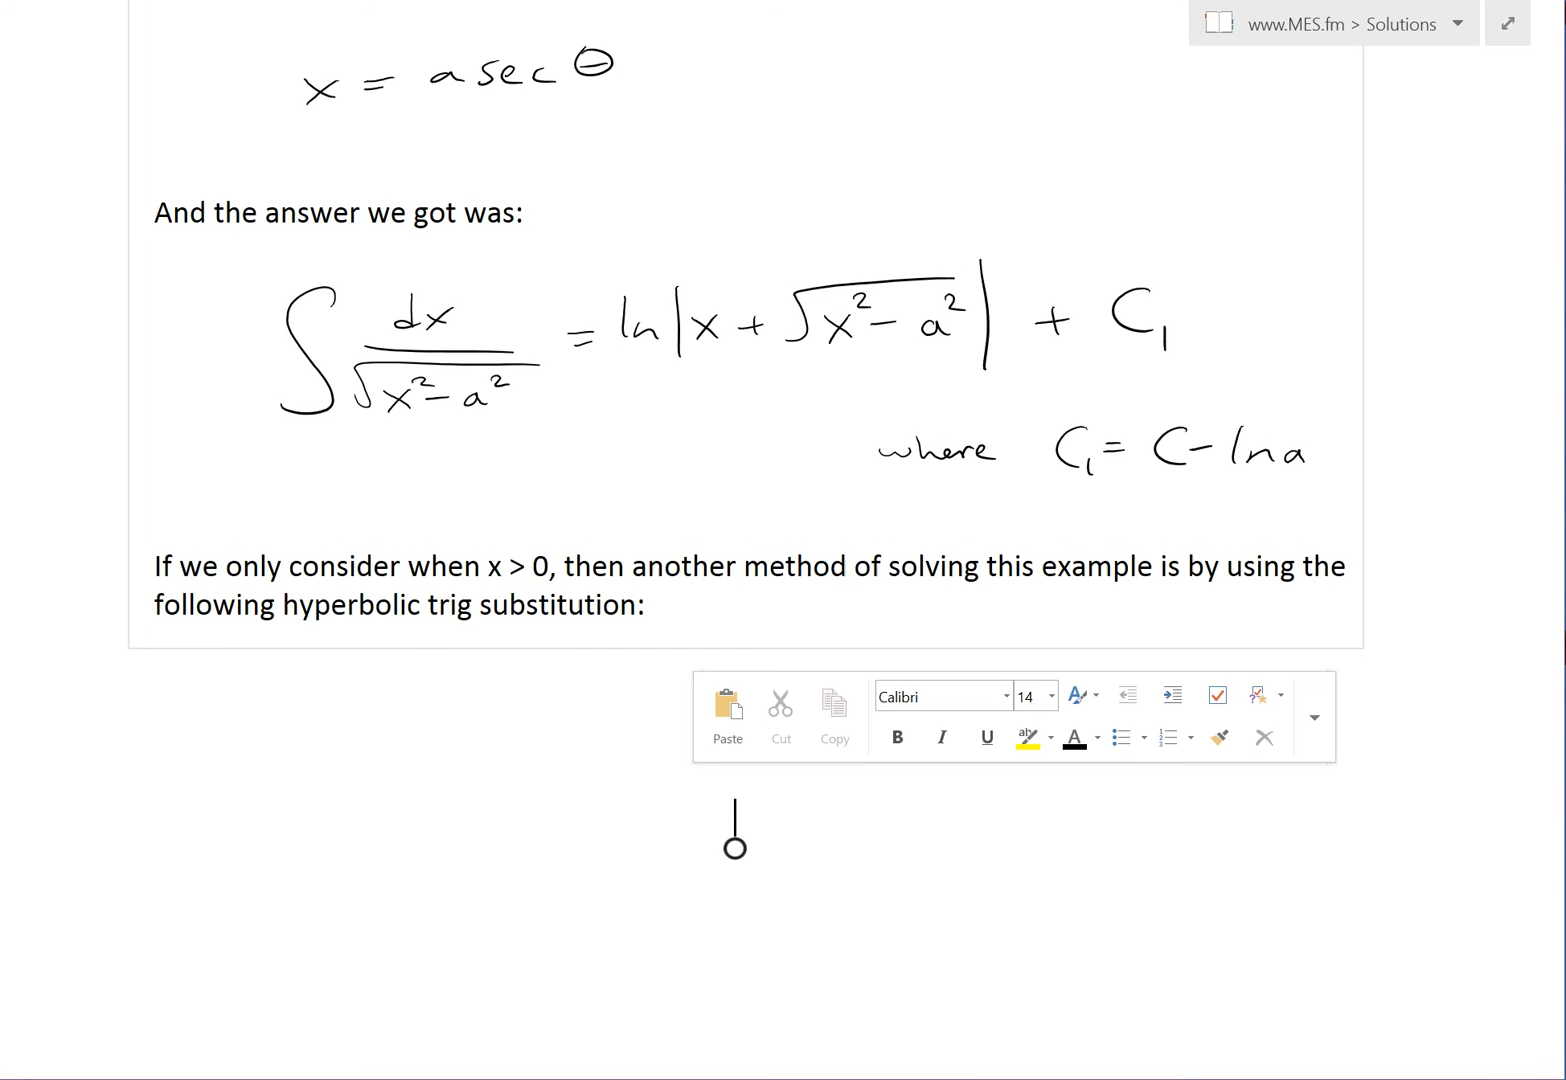 www.MES.fm > Solutions
x = a sec θ
And the answer we got was:
∫ dx / √(x² - a²) = ln|x + √(x² - a²)| + C₁
where C₁ = C - ln a
If we only consider when x > 0, then another method of solving this example is by using the
following hyperbolic trig substitution:
Calibri 14
Paste Cut Copy
B I U ab A